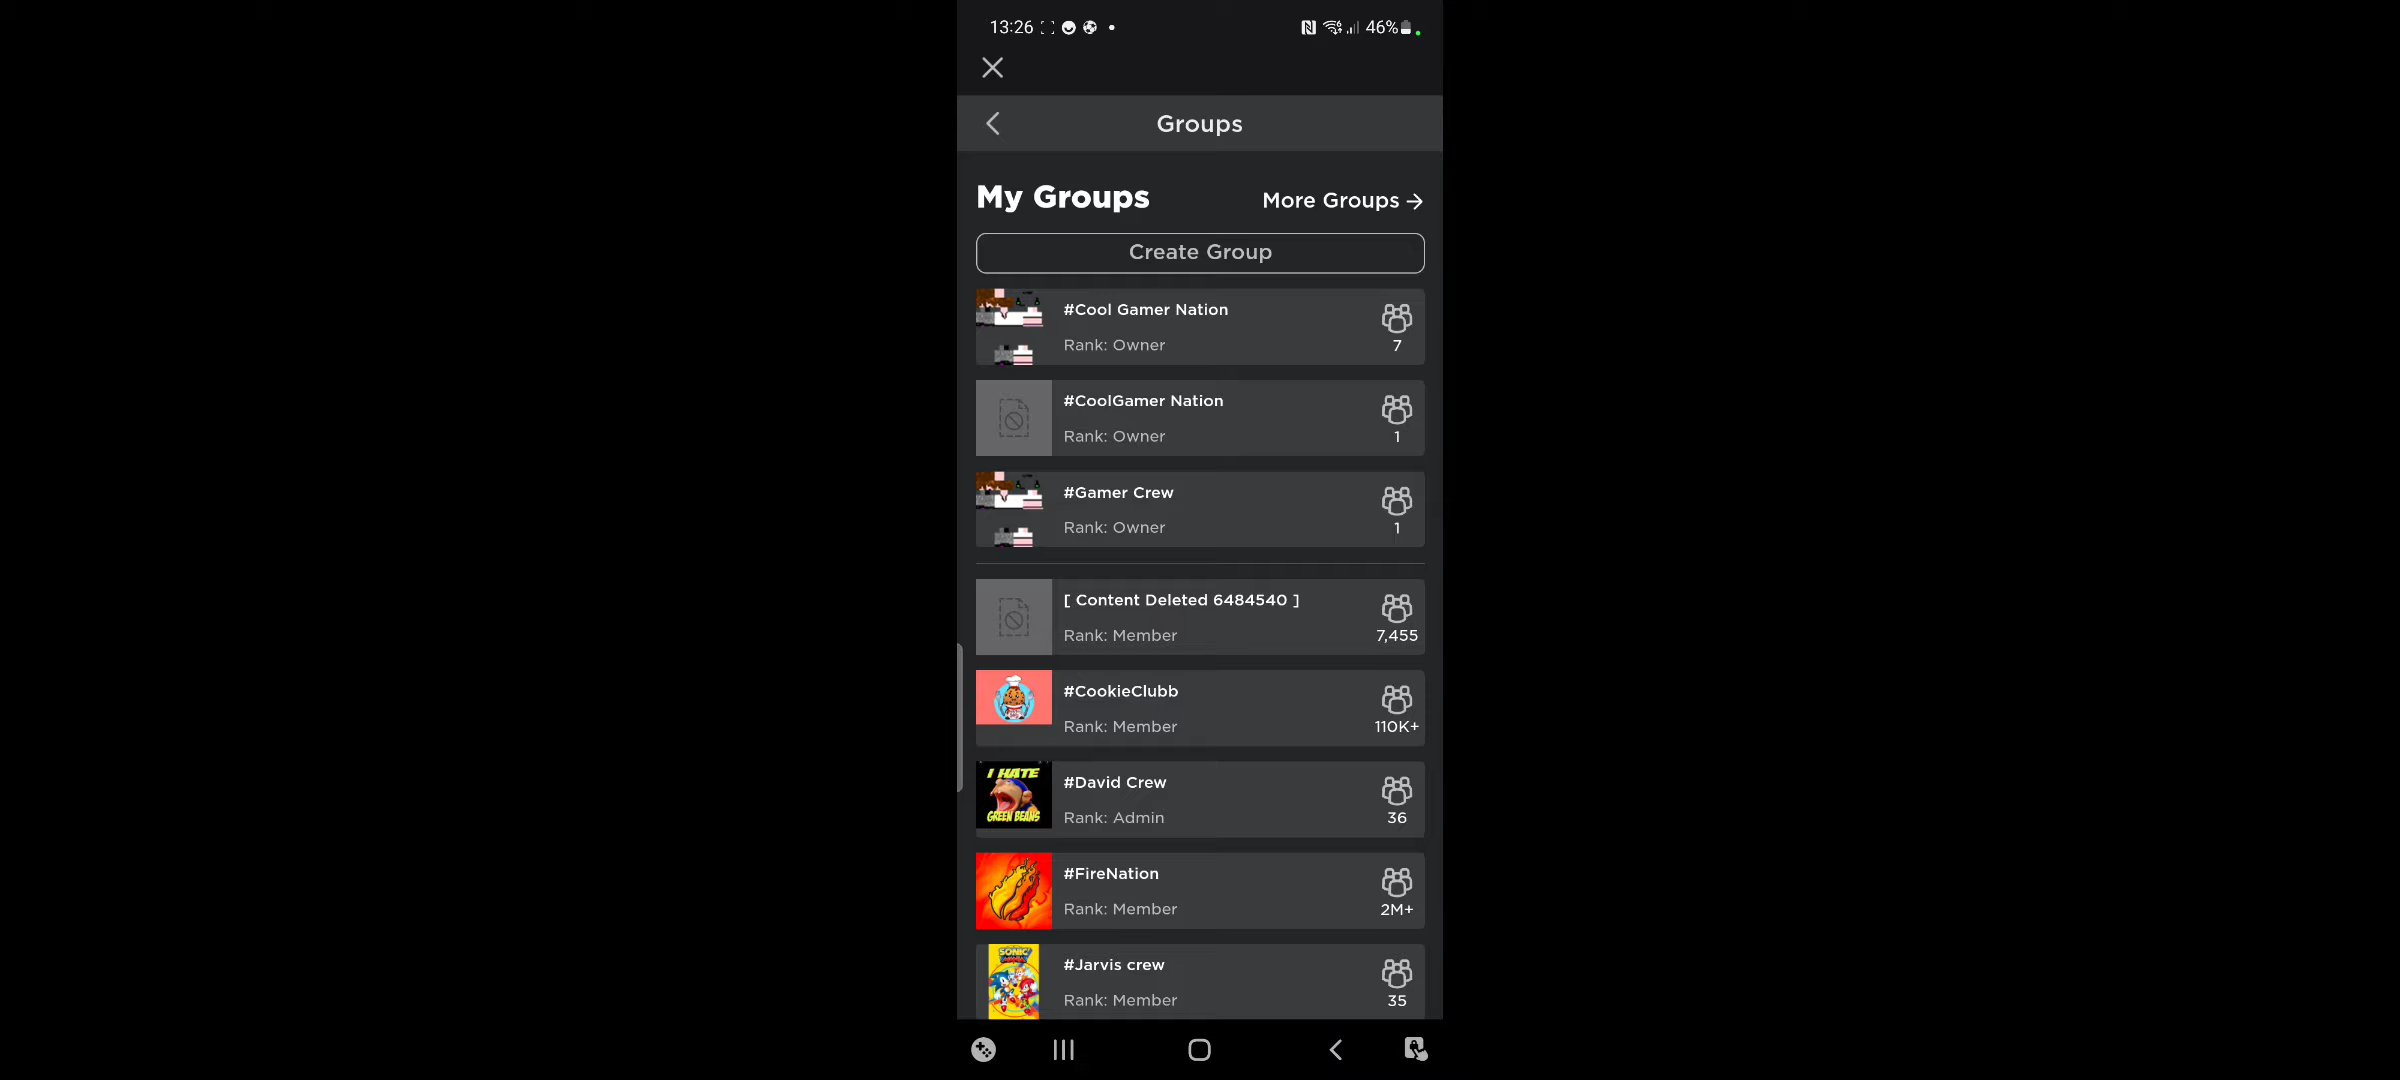 13:26
46%
Groups
My Groups
More Groups →
Create Group
#Cool Gamer Nation
Rank: Owner
7
#CoolGamer Nation
Rank: Owner
1
#Gamer Crew
Rank: Owner
1
[ Content Deleted 6484540 ]
Rank: Member
7,455
#CookieClubb
Rank: Member
110K+
I HATE
GREEN BEANS
#David Crew
Rank: Admin
36
#FireNation
Rank: Member
2M+
SONIC
#Jarvis crew
Rank: Member
35